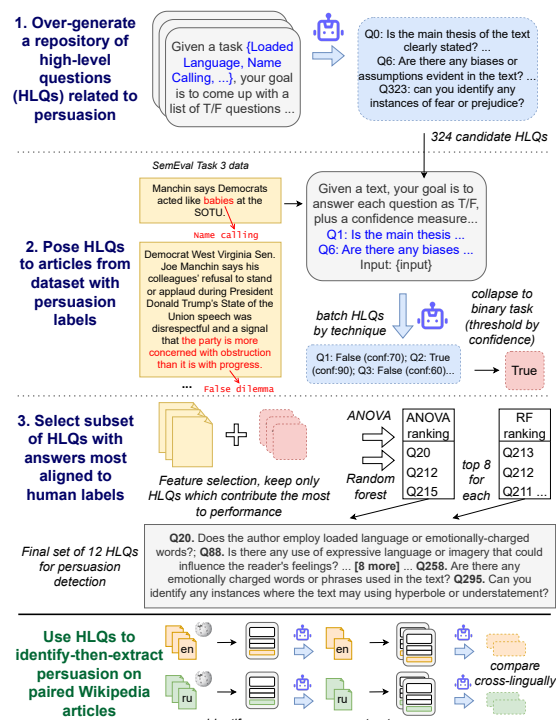 1. Over-generate
a repository of
high-level
questions
(HLQs) related to
persuasion
Given a task {Loaded
Language, Name
Calling, ...}, your goal
is to come up with a
list of T/F questions ...
Q0: Is the main thesis of the text
clearly stated? ...
Q6: Are there any biases or
assumptions evident in the text? ...
Q323: can you identify any
instances of fear or prejudice?
324 candidate HLQs
2. Pose HLQs
to articles from
dataset with
persuasion
labels
SemEval Task 3 data
Manchin says Democrats
acted like babies at the
SOTU.
Name calling
Democrat West Virginia Sen.
Joe Manchin says his
colleagues' refusal to stand
or applaud during President
Donald Trump's State of the
Union speech was
disrespectful and a signal
that the party is more
concerned with obstruction
than it is with progress.
...
False dilemma
Given a text, your goal is to
answer each question as T/F,
plus a confidence measure...
Q1: Is the main thesis ...
Q6: Are there any biases ...
Input: {input}
batch HLQs
by technique
collapse to
binary task
(threshold by
confidence)
Q1: False (conf:70); Q2: True
(conf:90); Q3: False (conf:60)...
True
3. Select subset
of HLQs with
answers most
aligned to
human labels
Feature selection, keep only
HLQs which contribute the most
to performance
ANOVA
Random
forest
ANOVA
ranking
Q20
Q212
Q215
top 8
for
each
RF
ranking
Q213
Q212
Q211 ...
Final set of 12 HLQs
for persuasion
detection
Q20. Does the author employ loaded language or emotionally-charged
words?; Q88. Is there any use of expressive language or imagery that could
influence the reader's feelings? ... [8 more] ... Q258. Are there any
emotionally charged words or phrases used in the text? Q295. Can you
identify any instances where the text may using hyperbole or understatement?
Use HLQs to
identify-then-extract
persuasion on
paired Wikipedia
articles
en
en
ru
ru
compare
cross-lingually